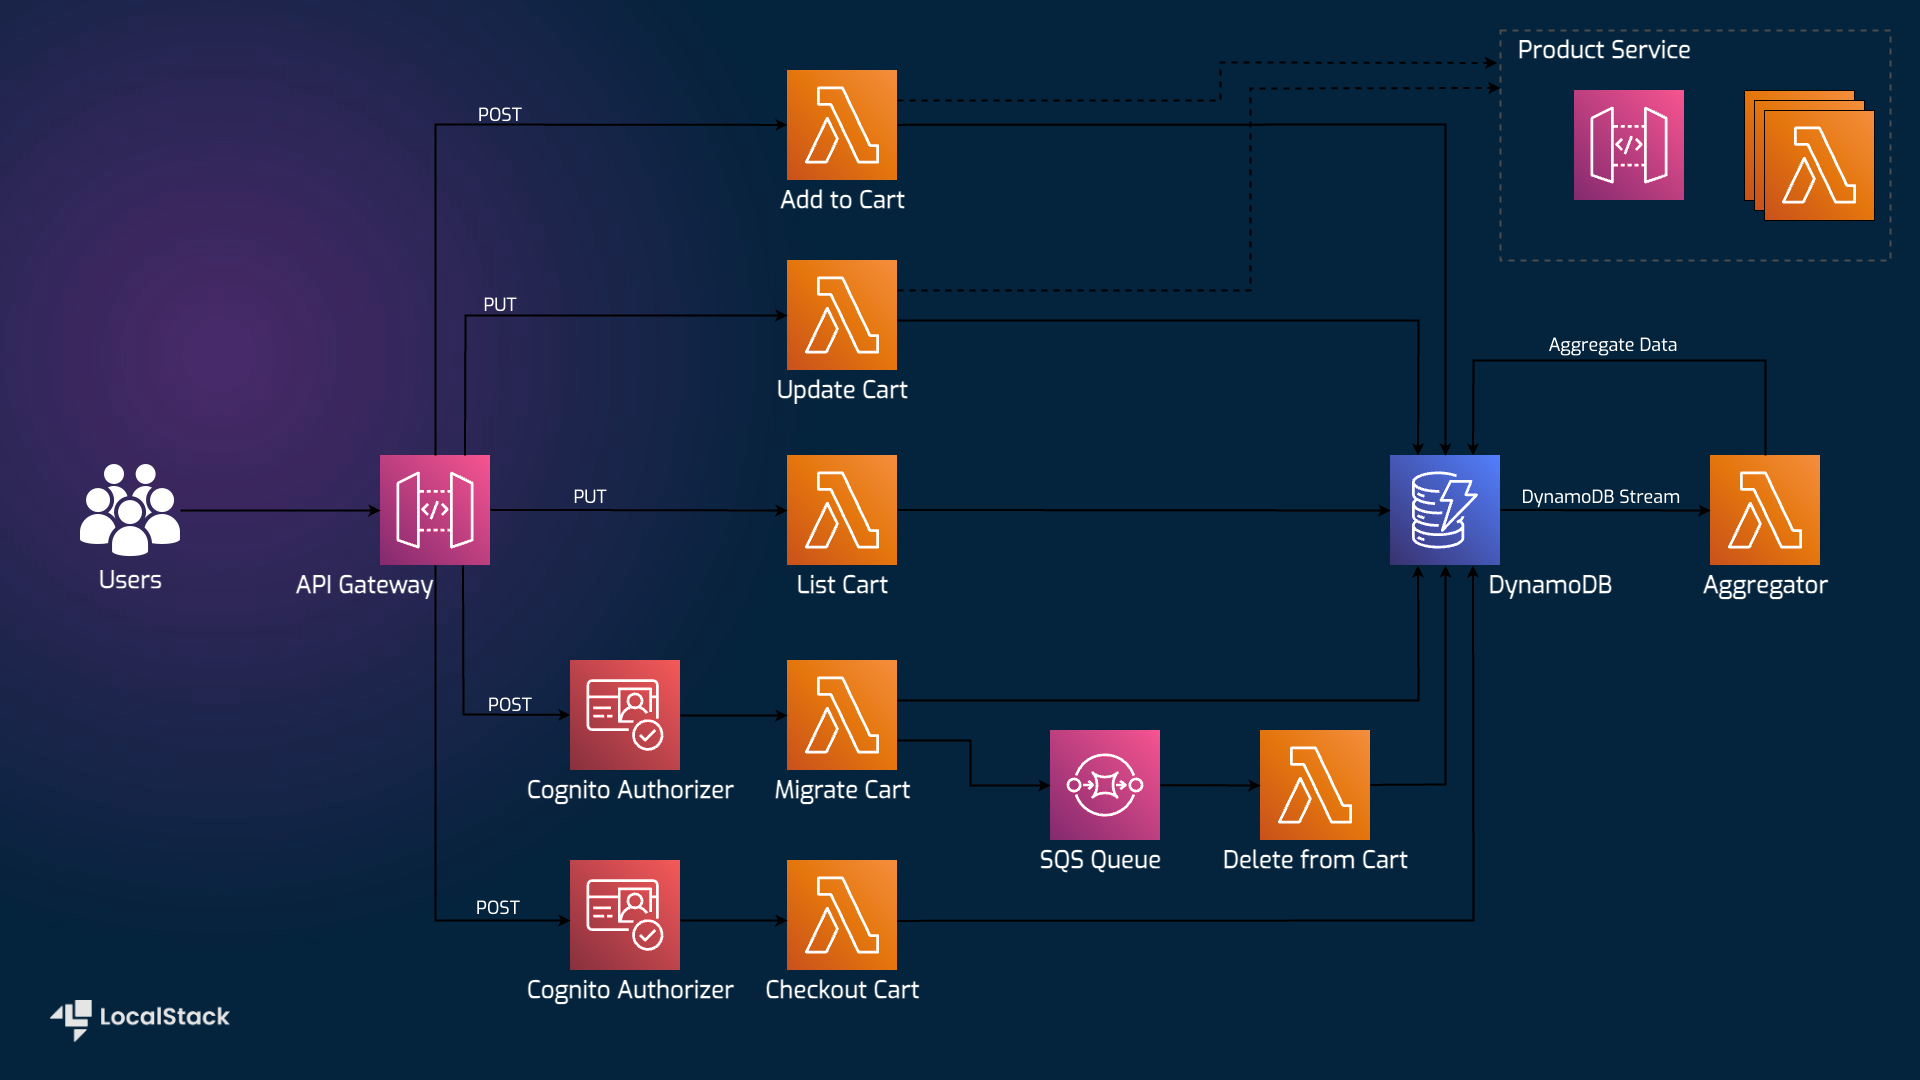 Product Service
POST
Add to Cart
PUT
Update Cart
Aggregate Data
Users
API Gateway
PUT
List Cart
DynamoDB
DynamoDB Stream
Aggregator
POST
Cognito Authorizer
Migrate Cart
SQS Queue
Delete from Cart
POST
Cognito Authorizer
Checkout Cart
LocalStack